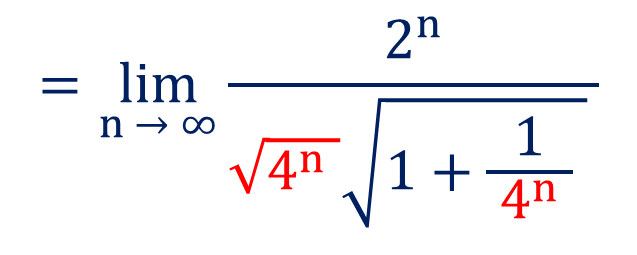 = lim n → ∞ 2ⁿ / √4ⁿ √1 + 1 / 4ⁿ